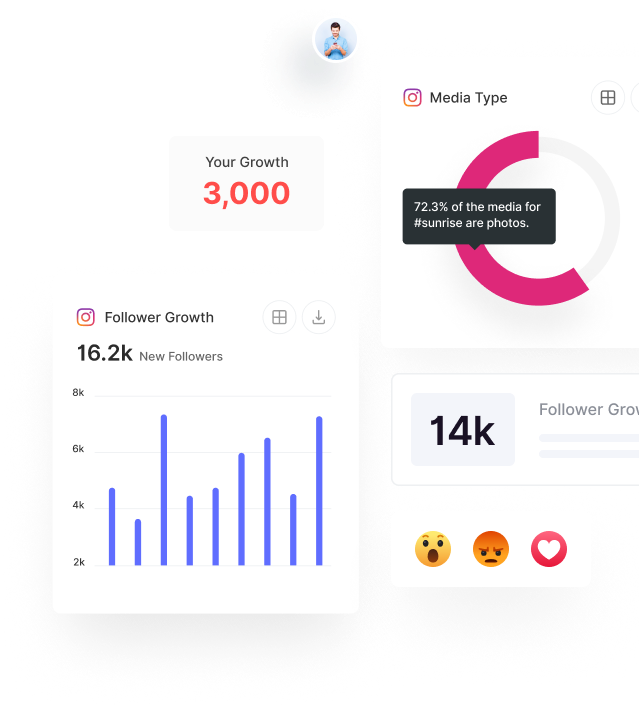 Media Type
Your Growth
3,000
72.3% of the media for
#sunrise are photos.
Follower Growth
16.2k New Followers
8k
6k
4k
2k
14k
Follower